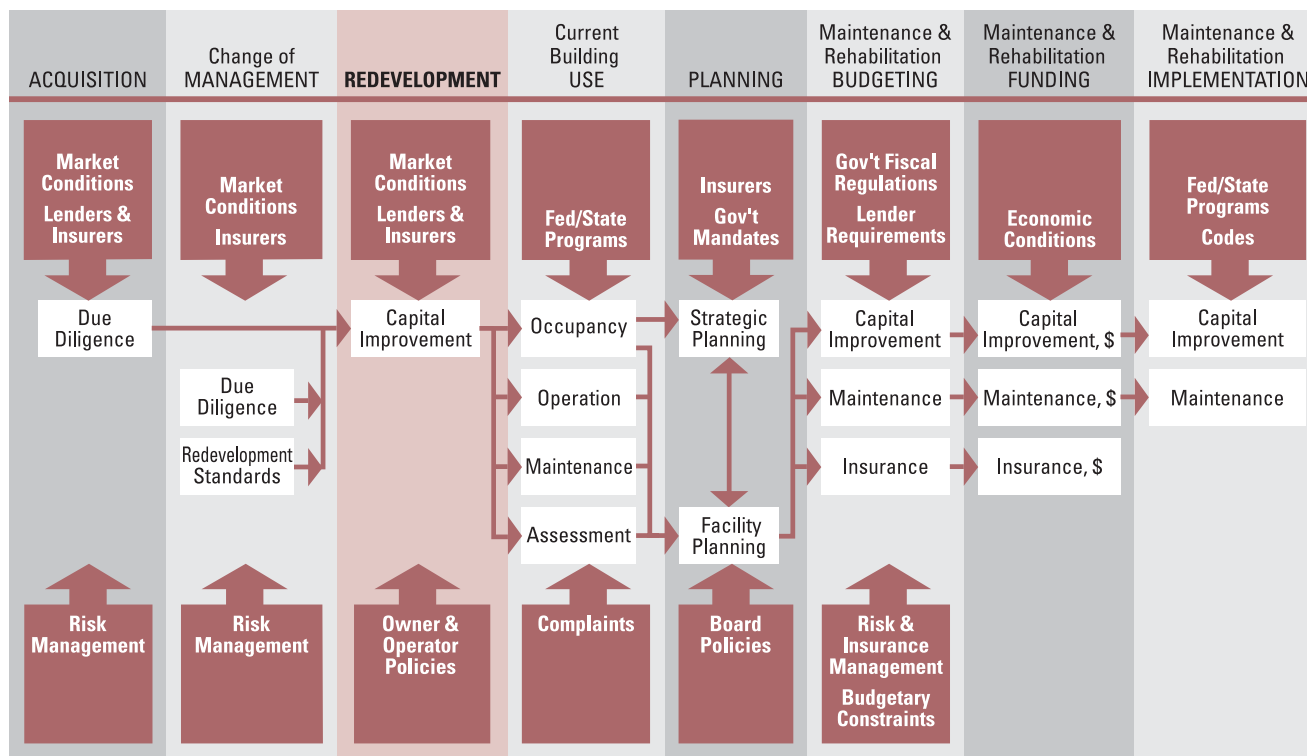 ACQUISITION
Change of
MANAGEMENT
REDEVELOPMENT
Current
Building
USE
PLANNING
Maintenance &
Rehabilitation
BUDGETING
Maintenance &
Rehabilitation
FUNDING
Maintenance &
Rehabilitation
IMPLEMENTATION
Market
Conditions
Lenders &
Insurers
Market
Conditions
Insurers
Market
Conditions
Lenders &
Insurers
Fed/State
Programs
Insurers
Gov't
Mandates
Gov't Fiscal
Regulations
Lender
Requirements
Economic
Conditions
Fed/State
Programs
Codes
Due
Diligence
Due
Diligence
Redevelopment
Standards
Capital
Improvement
Occupancy
Operation
Maintenance
Assessment
Strategic
Planning
Facility
Planning
Capital
Improvement
Maintenance
Insurance
Capital
Improvement, $
Maintenance, $
Insurance, $
Capital
Improvement
Maintenance
Risk
Management
Risk
Management
Owner &
Operator
Policies
Complaints
Board
Policies
Risk &
Insurance
Management
Budgetary
Constraints